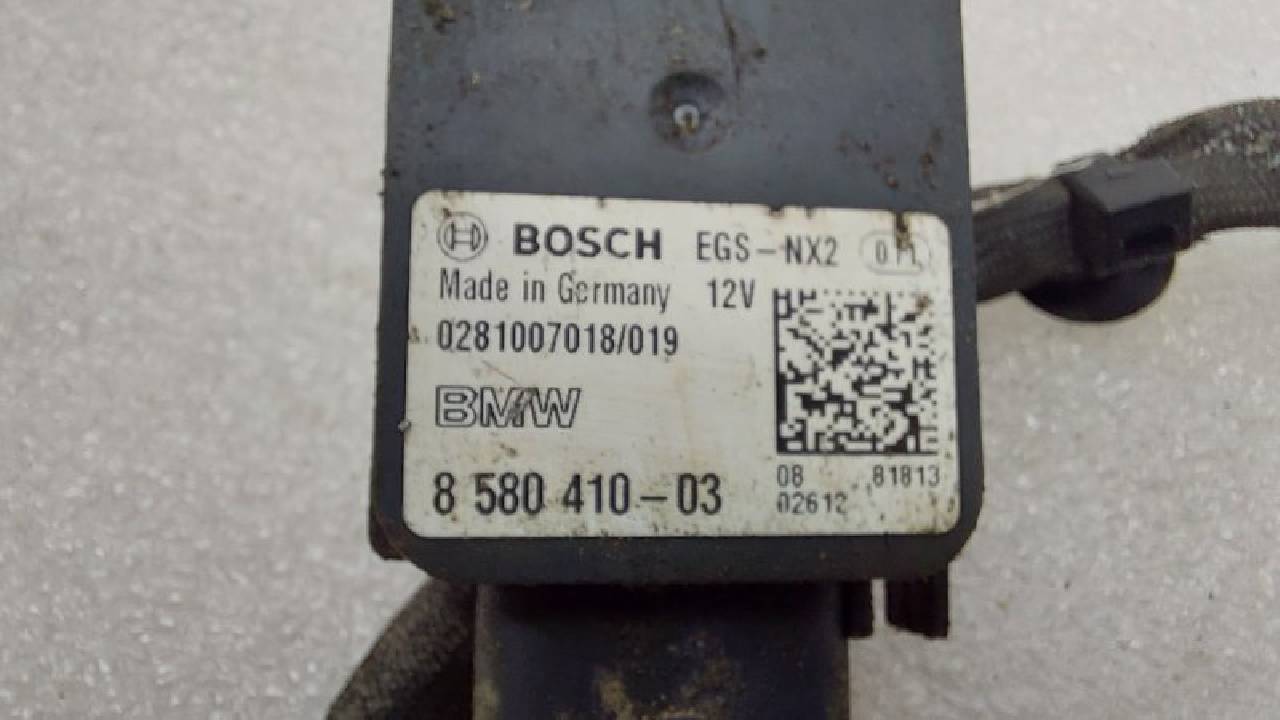 BOSCH EGS-NX2
Made in Germany 12V
0281007018/019
BMW
8 580 410-03
08 81813
02612